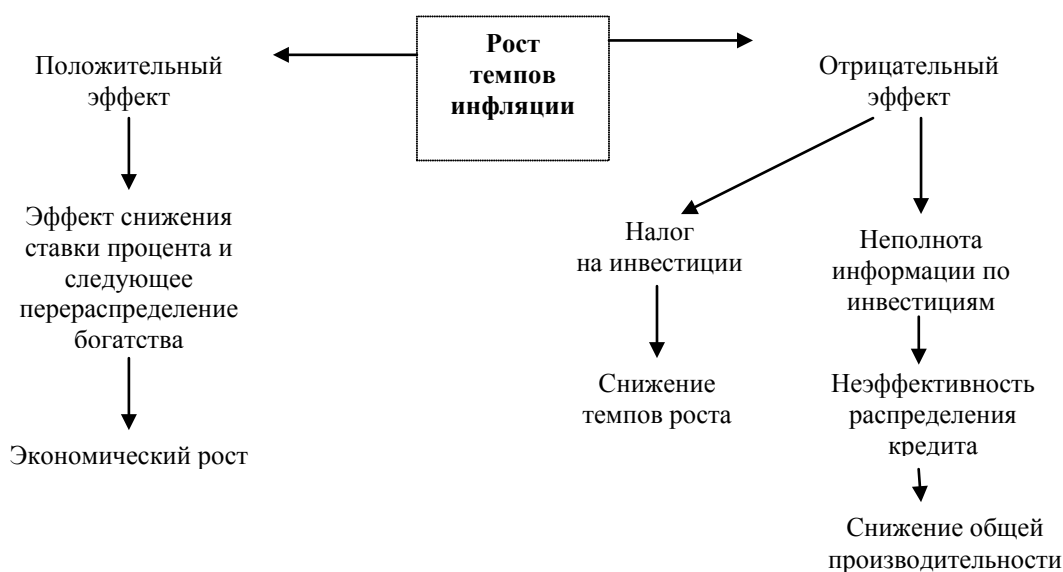 Рост
темпов
инфляции
Положительный
эффект
Эффект снижения
ставки процента и
следующее
перераспределение
богатства
Экономический рост
Отрицательный
эффект
Налог
на инвестиции
Снижение
темпов роста
Неполнота
информации по
инвестициям
Неэффективность
распределения
кредита
Снижение общей
производительности